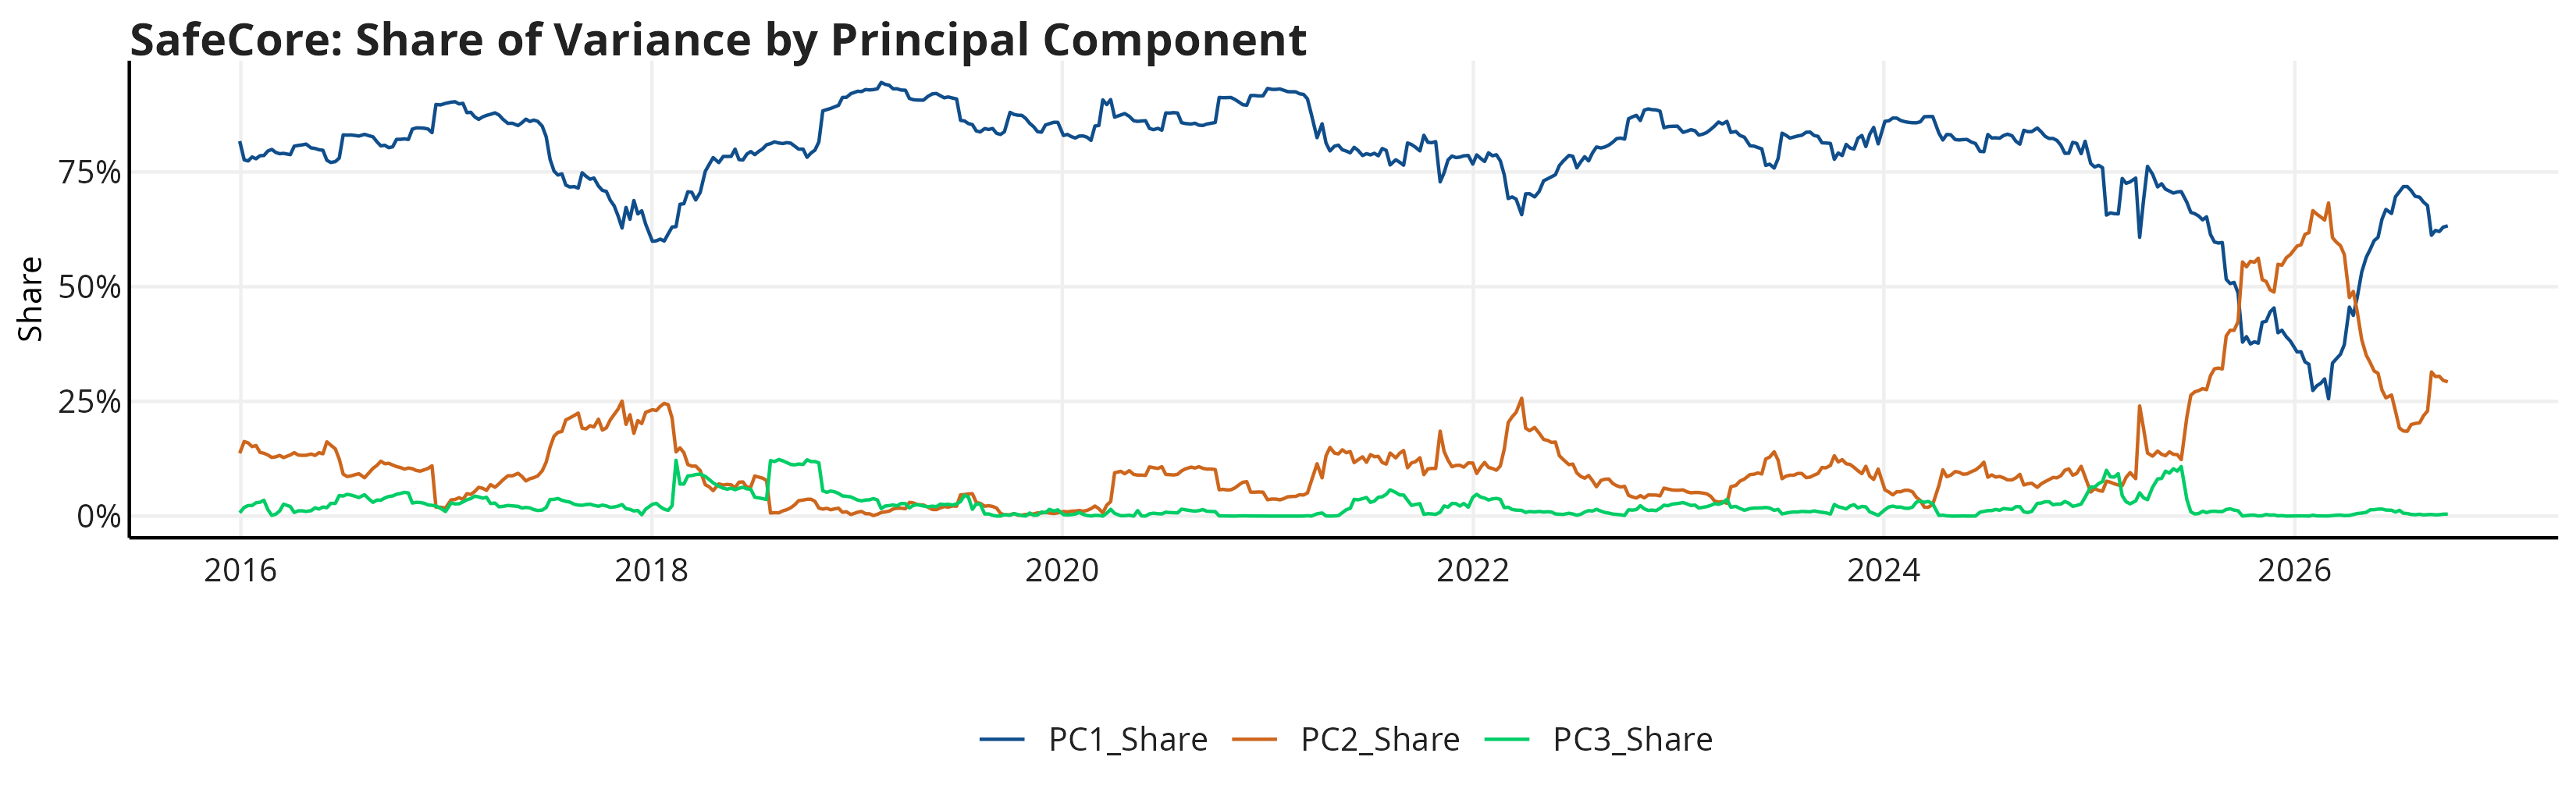 SafeCore: Share of Variance by Principal Component
Share
75%
50%
25%
0%
2016 2018 2020 2022 2024 2026
PC1_Share PC2_Share PC3_Share